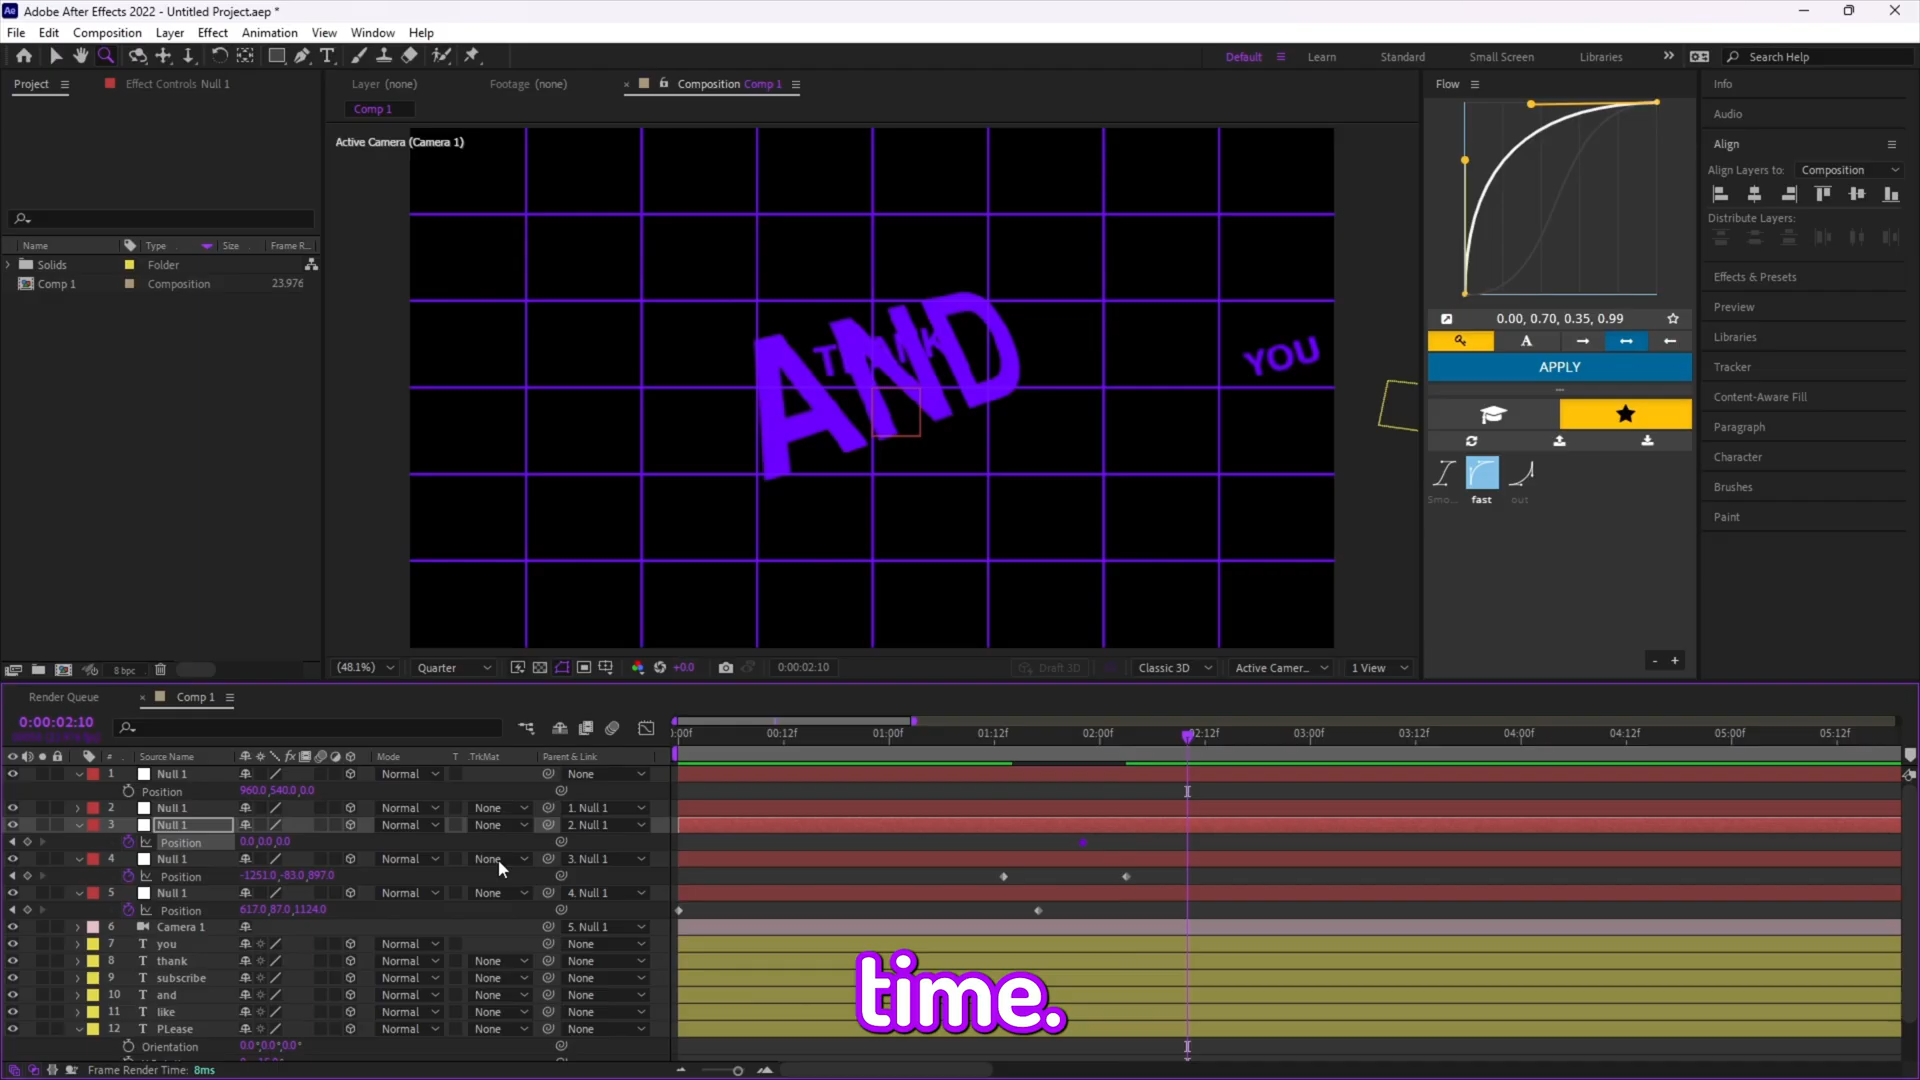 Adobe After Effects 2022 - Untitled Project.aep *
File Edit Composition Layer Effect Animation View Window Help
Default Learn Standard Small Screen Libraries Search Help
Project Effect Controls Null 1
Layer (none) Footage (none) Composition Comp 1
Comp 1
Active Camera (Camera 1)
AND
YOU
Name Type Size Frame R...
Solids Folder
Comp 1 Composition 23.976
8 bpc
(48.1%) Quarter +0.0 0:00:02:10 Draft 3D Classic 3D Active Camer... 1 View
Flow
0.00, 0.70, 0.35, 0.99
APPLY
Smo... fast out
Info
Audio
Align
Align Layers to: Composition
Distribute Layers:
Effects & Presets
Preview
Libraries
Tracker
Content-Aware Fill
Paragraph
Character
Brushes
Paint
Render Queue Comp 1
0:00:02:10
:00f 00:12f 01:00f 01:12f 02:00f 02:12f 03:00f 03:12f 04:00f 04:12f 05:00f 05:12f
# Source Name Mode T .TrkMat Parent & Link
1 Null 1 Normal None
Position 960.0,540.0,0.0
2 Null 1 Normal None 1. Null 1
3 Null 1 Normal None 2. Null 1
Position 0.0,0.0,0.0
4 Null 1 Normal None 3. Null 1
Position -1251.0,-83.0,897.0
5 Null 1 Normal None 4. Null 1
Position 617.0,87.0,1124.0
6 Camera 1 5. Null 1
7 T you Normal None
8 T thank Normal None None
9 T subscribe Normal None None
10 T and Normal None None
11 T like Normal None None
12 T PLease Normal None None
Orientation 0.0°,0.0°,0.0°
time.
Frame Render Time: 8ms